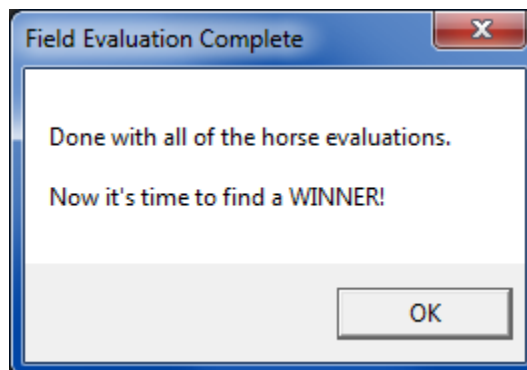 Field Evaluation Complete
Done with all of the horse evaluations.
Now it's time to find a WINNER!
OK